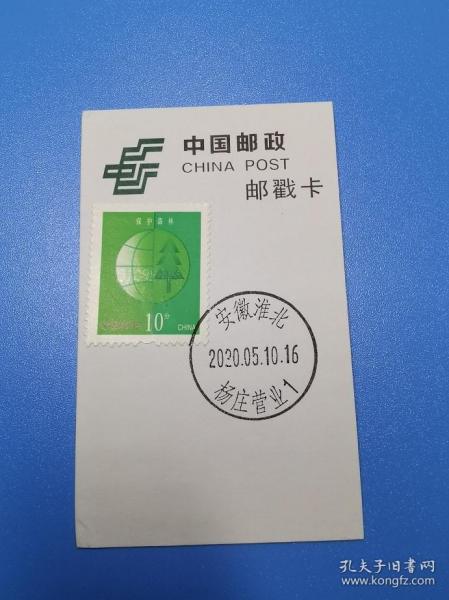 中国邮政
CHINA POST
邮戳卡
保护森林
10分
CHINA
安徽淮北
2020.05.10.16
杨庄营业1
孔夫子旧书网
www.kongfz.com